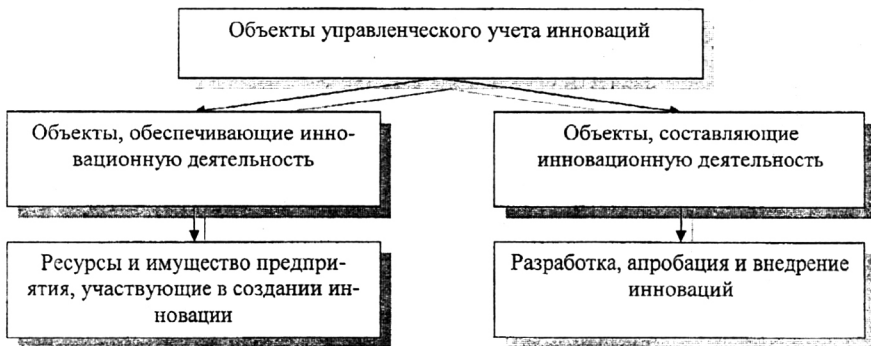 Объекты управленческого учета инноваций
Объекты, обеспечивающие инно-
вационную деятельность
Объекты, составляющие
инновационную деятельность
Ресурсы и имущество предпри-
ятия, участвующие в создании ин-
новации
Разработка, апробация и внедрение
инноваций